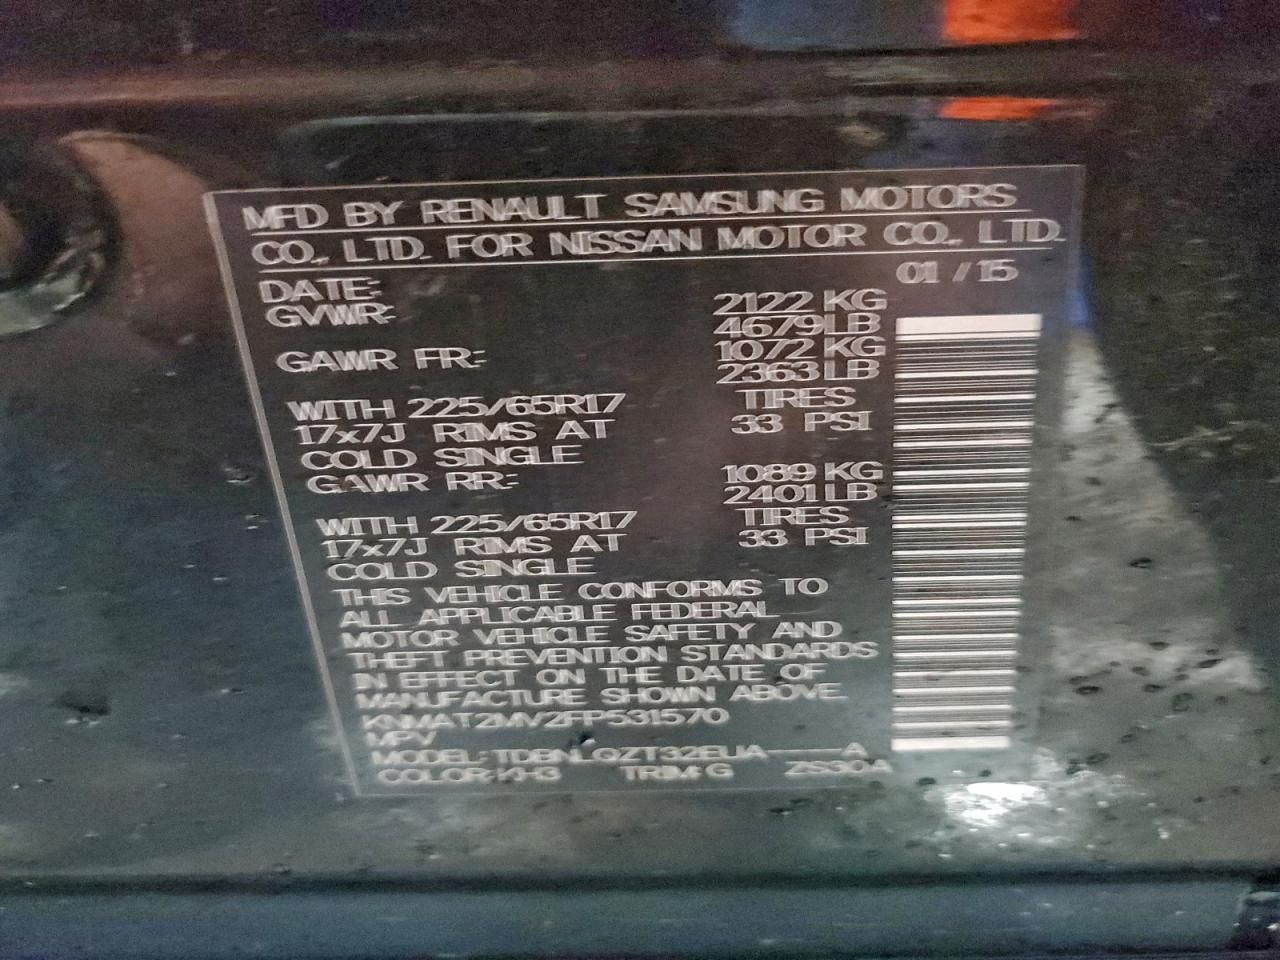 MFD BY RENAULT SAMSUNG MOTORS
CO., LTD. FOR NISSAN MOTOR CO., LTD.
DATE: 01 / 15
GVWR: 2122 KG
4679 LB
GAWR FR: 1072 KG
2363 LB
WITH 225/65R17 TIRES
17x7J RIMS AT 33 PSI
COLD SINGLE
GAWR RR: 1089 KG
2401 LB
WITH 225/65R17 TIRES
17x7J RIMS AT 33 PSI
COLD SINGLE
THIS VEHICLE CONFORMS TO
ALL APPLICABLE FEDERAL
MOTOR VEHICLE SAFETY AND
THEFT PREVENTION STANDARDS
IN EFFECT ON THE DATE OF
MANUFACTURE SHOWN ABOVE.
KNMAT2MV2FP531570
MPV
MODEL: TDBNLQZT32EUA-----A
COLOR: KH3 TRIM: G ZS30A